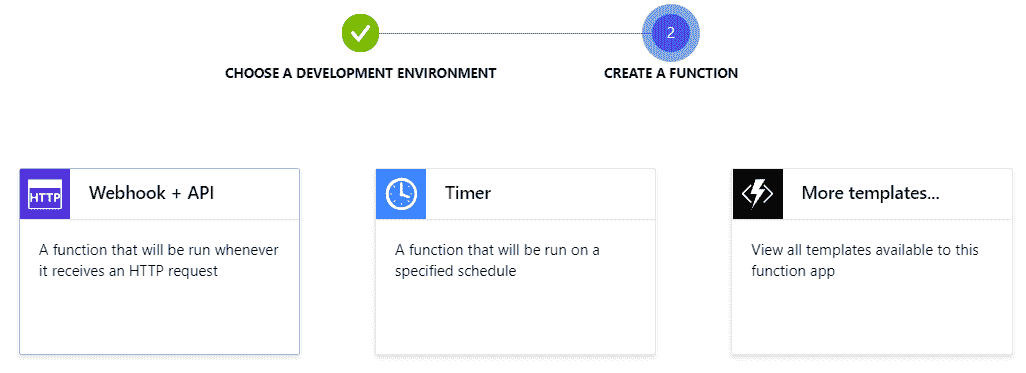 2
CHOOSE A DEVELOPMENT ENVIRONMENT
CREATE A FUNCTION
HTTP
Webhook + API
A function that will be run whenever
it receives an HTTP request
Timer
A function that will be run on a
specified schedule
More templates...
View all templates available to this
function app